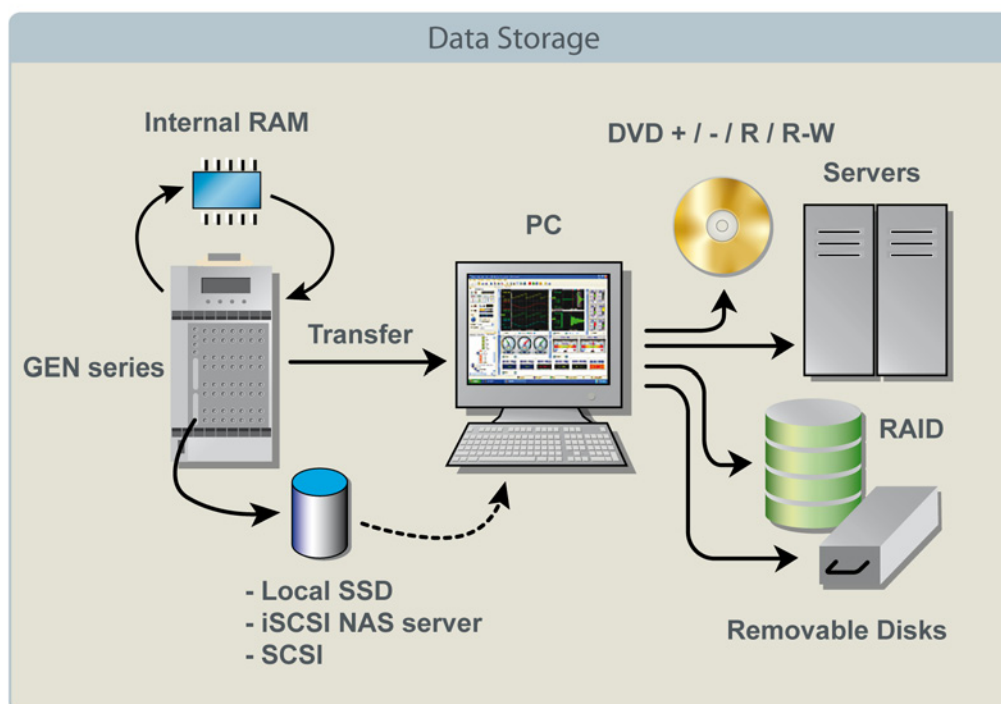 Data Storage
Internal RAM
DVD + / - / R / R-W
Servers
PC
Transfer
GEN series
RAID
- Local SSD
- iSCSI NAS server
- SCSI
Removable Disks